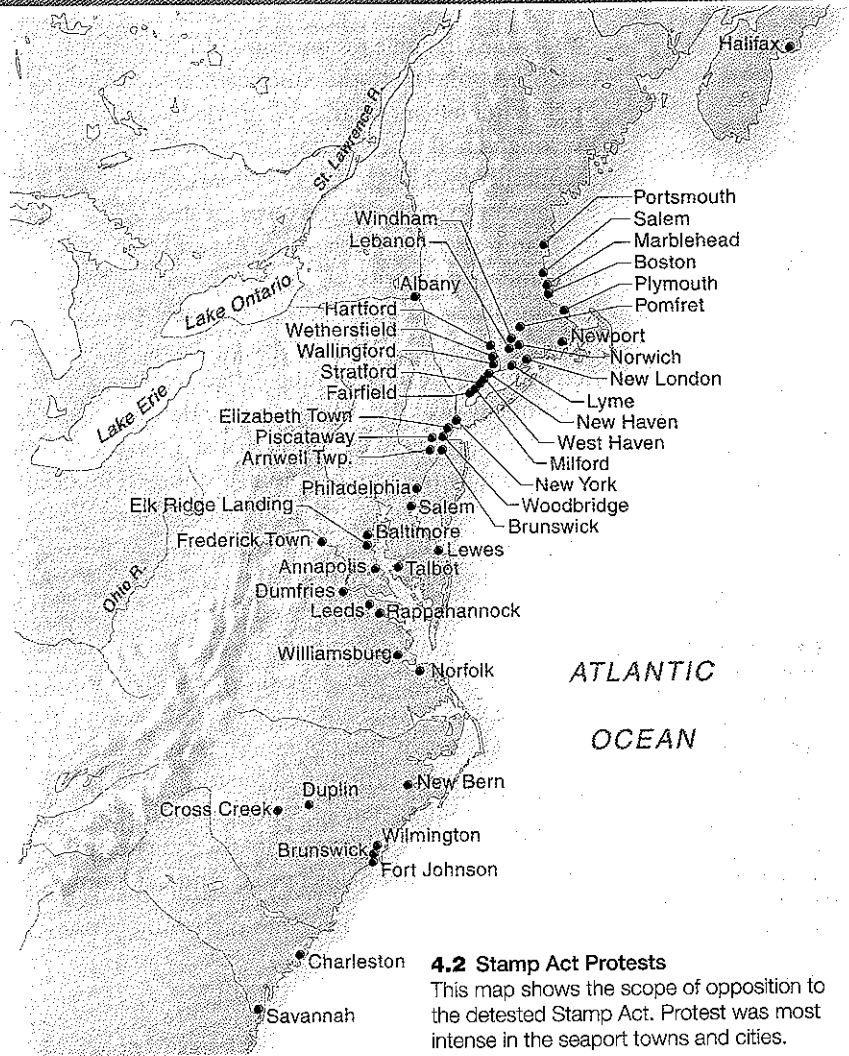 Halifax
St. Lawrence R.
Portsmouth
Salem
Marblehead
Boston
Plymouth
Pomfret
Windham
Lebanon
Albany
Lake Ontario
Hartford
Wethersfield
Wallingford
Stratford
Fairfield
Newport
Norwich
New London
Lyme
New Haven
West Haven
Milford
New York
Woodbridge
Brunswick
Lake Erie
Elizabeth Town
Piscataway
Arnwell Twp.
Philadelphia
Salem
Elk Ridge Landing
Baltimore
Frederick Town
Lewes
Annapolis
Talbot
Ohio R.
Dumfries
Leeds
Rappahannock
Williamsburg
Norfolk
ATLANTIC
OCEAN
New Bern
Duplin
Cross Creek
Wilmington
Brunswick
Fort Johnson
Charleston
Savannah
4.2 Stamp Act Protests
This map shows the scope of opposition to
the detested Stamp Act. Protest was most
intense in the seaport towns and cities.